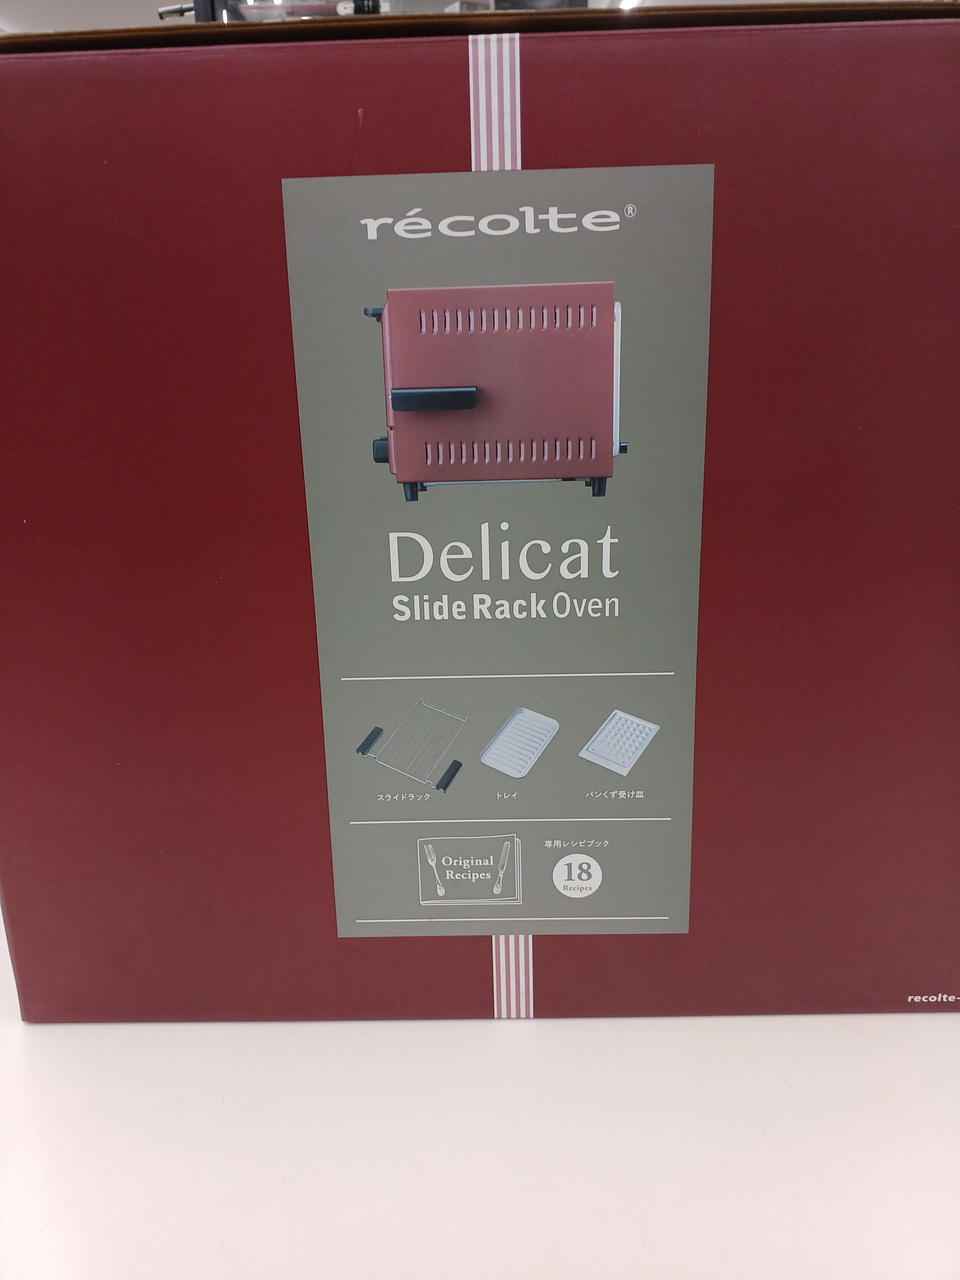 récolte®
Delicat
Slide Rack Oven
スライドラック
トレイ
パンくず受け皿
Original
Recipes
専用レシピブック
18
Recipes
recolte-